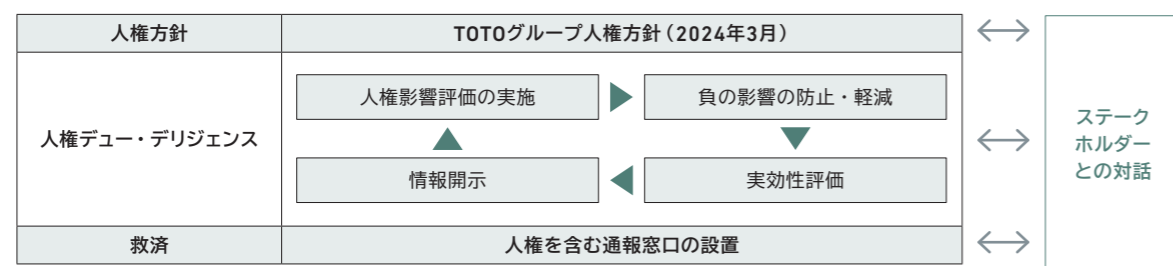 人権方針
TOTOグループ人権方針（2024年3月）
人権デュー・デリジェンス
人権影響評価の実施
負の影響の防止・軽減
情報開示
実効性評価
救済
人権を含む通報窓口の設置
ステーク
ホルダー
との対話